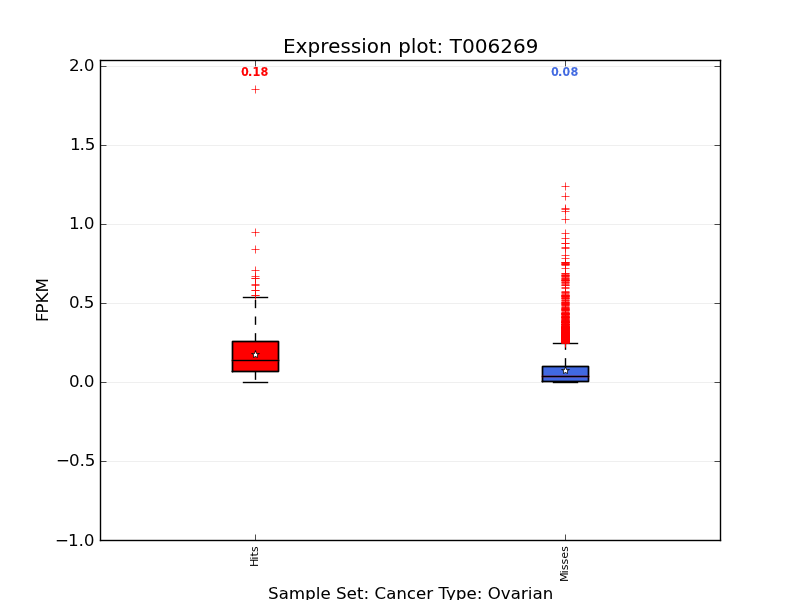 Expression plot: T006269
2.0
0.18
0.08
1.5
1.0
FPKM
0.5
0.0
−0.5
−1.0
Hits
Misses
Sample Set: Cancer Type: Ovarian